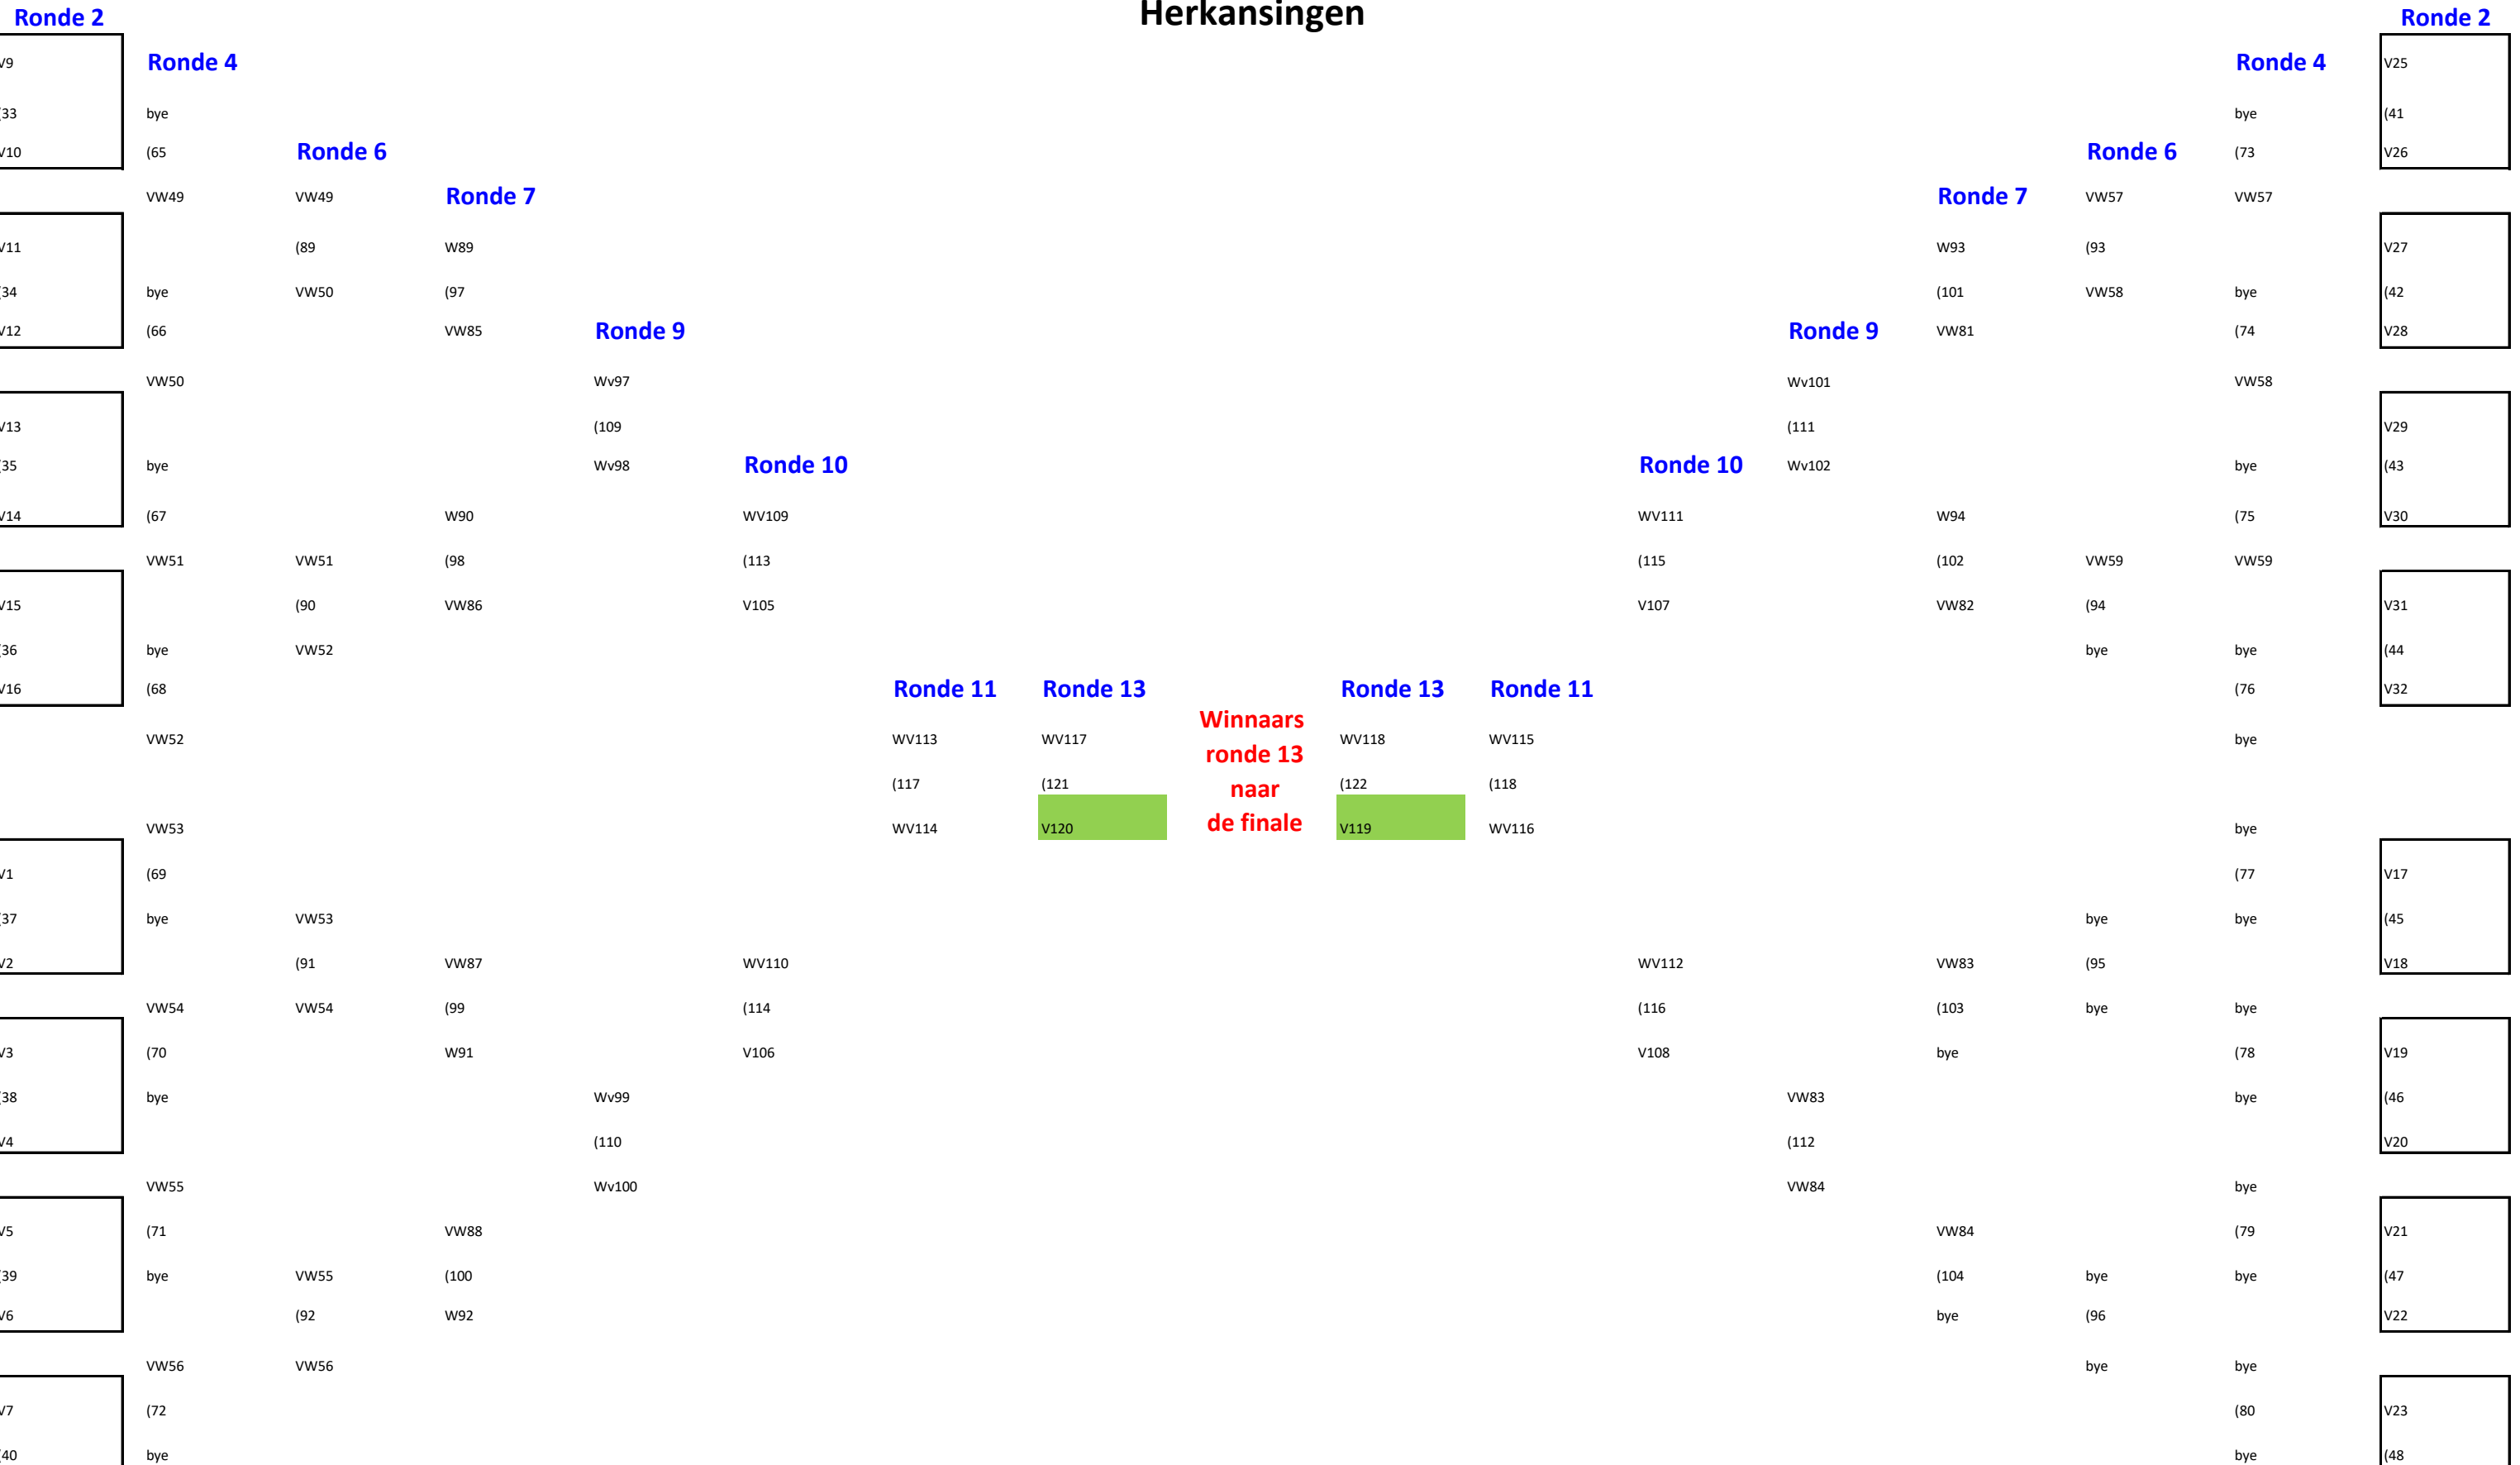 Herkansingen
Ronde 2 Ronde 2
V9 Ronde 4 Ronde 4 V25
(33 bye bye (41
V10 (65 Ronde 6 Ronde 6 (73 V26
VW49 VW49 Ronde 7 Ronde 7 VW57 VW57
V11 (89 W89 W93 (93 V27
(34 bye VW50 (97 (101 VW58 bye (42
V12 (66 VW85 Ronde 9 Ronde 9 VW81 (74 V28
VW50 Wv97 Wv101 VW58
V13 (109 (111 V29
(35 bye Wv98 Ronde 10 Ronde 10 Wv102 bye (43
V14 (67 W90 WV109 WV111 W94 (75 V30
VW51 VW51 (98 (113 (115 (102 VW59 VW59
V15 (90 VW86 V105 V107 VW82 (94 V31
(36 bye VW52 bye bye (44
V16 (68 Ronde 11 Ronde 13 Ronde 13 Ronde 11 (76 V32
Winnaars
VW52 WV113 WV117 WV118 WV115 bye
ronde 13
(117 (121 naar (122 (118
VW53 WV114 V120 de finale V119 WV116 bye
V1 (69 (77 V17
(37 bye VW53 bye bye (45
V2 (91 VW87 WV110 WV112 VW83 (95 V18
VW54 VW54 (99 (114 (116 (103 bye bye
V3 (70 W91 V106 V108 bye (78 V19
(38 bye Wv99 VW83 bye (46
V4 (110 (112 V20
VW55 Wv100 VW84 bye
V5 (71 VW88 VW84 (79 V21
(39 bye VW55 (100 (104 bye bye (47
V6 (92 W92 bye (96 V22
VW56 VW56 bye bye
V7 (72 (80 V23
(40 bye bye (48